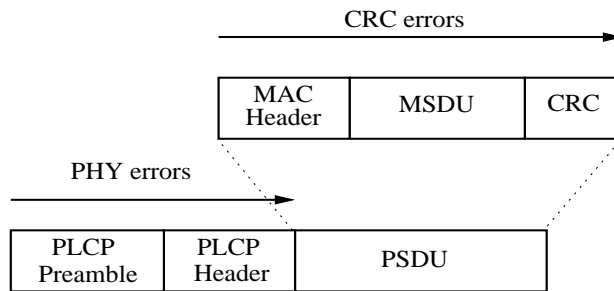 CRC errors
MAC
Header
MSDU
CRC
PHY errors
PLCP
Preamble
PLCP
Header
PSDU